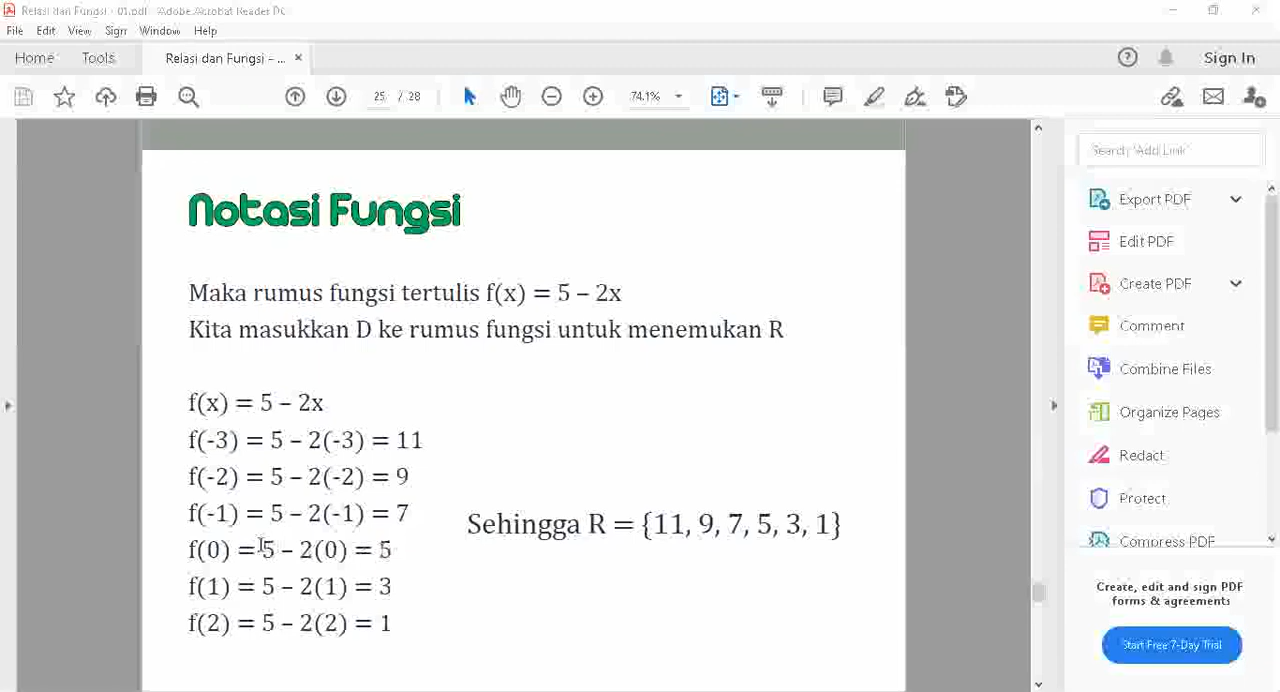 Relasi dan Fungsi - 01.pdf - Adobe Acrobat Reader DC
File Edit View Sign Window Help
Home Tools Relasi dan Fungsi – ... ×
Sign In
25 / 28 74.1%
Search 'Add Link'
Notasi Fungsi
Maka rumus fungsi tertulis f(x) = 5 – 2x
Kita masukkan D ke rumus fungsi untuk menemukan R
f(x) = 5 – 2x
f(-3) = 5 – 2(-3) = 11
f(-2) = 5 – 2(-2) = 9
f(-1) = 5 – 2(-1) = 7
f(0) = 5 – 2(0) = 5
f(1) = 5 – 2(1) = 3
f(2) = 5 – 2(2) = 1
Sehingga R = {11, 9, 7, 5, 3, 1}
Export PDF
Edit PDF
Create PDF
Comment
Combine Files
Organize Pages
Redact
Protect
Compress PDF
Create, edit and sign PDF
forms & agreements
Start Free 7-Day Trial